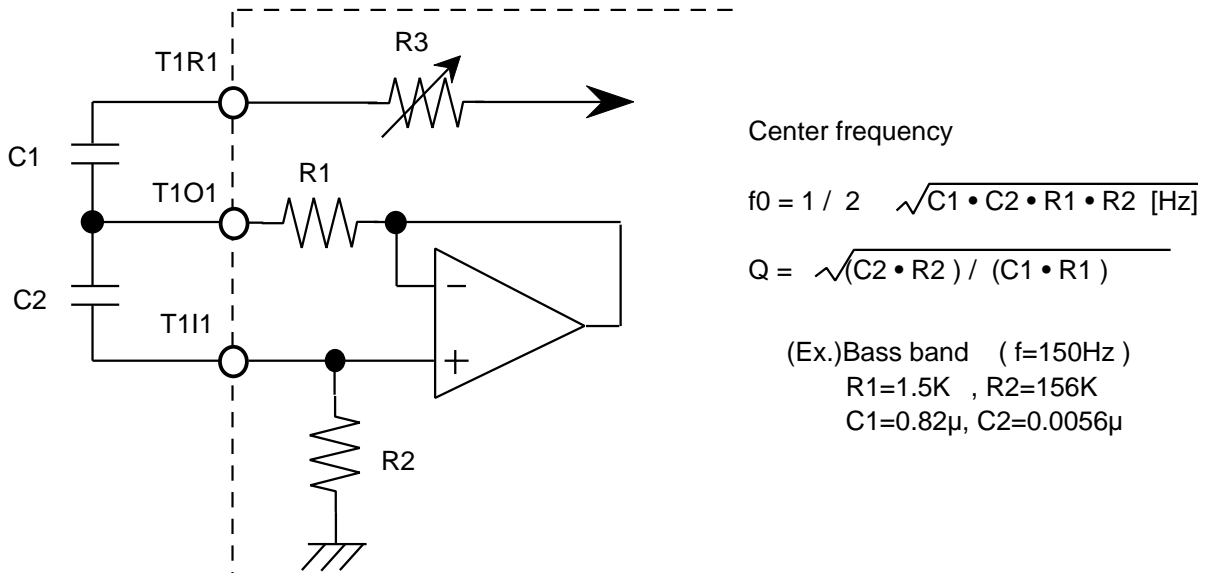 R3
T1R1
C1
R1
T1O1
C2
T1I1
R2
Center frequency
f0 = 1 / 2 √C1 • C2 • R1 • R2 [Hz]
Q = √(C2 • R2 ) / (C1 • R1 )
(Ex.)Bass band ( f=150Hz )
R1=1.5K , R2=156K
C1=0.82µ, C2=0.0056µ